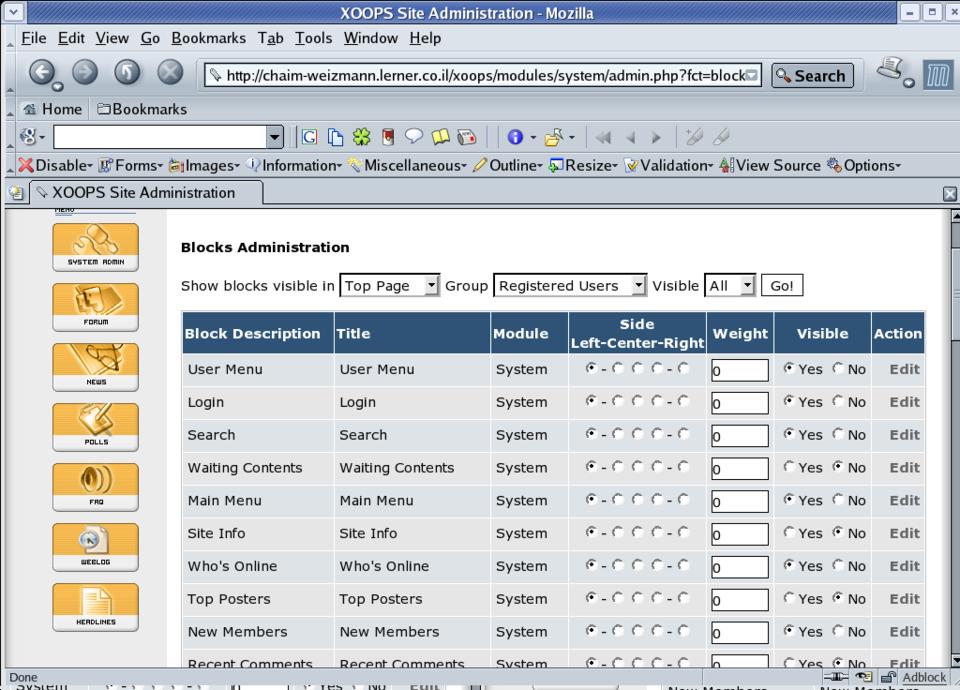 XOOPS Site Administration - Mozilla
File Edit View Go Bookmarks Tab Tools Window Help
http://chaim-weizmann.lerner.co.il/xoops/modules/system/admin.php?fct=block Search
Home Bookmarks
Disable Forms Images Information Miscellaneous Outline Resize Validation View Source Options
XOOPS Site Administration
MENU
SYSTEM ADMIN
FORUM
NEWS
POLLS
FAQ
WEBLOG
HEADLINES
Blocks Administration
Show blocks visible in Top Page Group Registered Users Visible All Go!
Block Description Title Module Side Left-Center-Right Weight Visible Action
User Menu User Menu System - - 0 Yes No Edit
Login Login System - - 0 Yes No Edit
Search Search System - - 0 Yes No Edit
Waiting Contents Waiting Contents System - - 0 Yes No Edit
Main Menu Main Menu System - - 0 Yes No Edit
Site Info Site Info System - - 0 Yes No Edit
Who's Online Who's Online System - - 0 Yes No Edit
Top Posters Top Posters System - - 0 Yes No Edit
New Members New Members System - - 0 Yes No Edit
Recent Comments Recent Comments System - - 0 Yes No Edit
Done Adblock